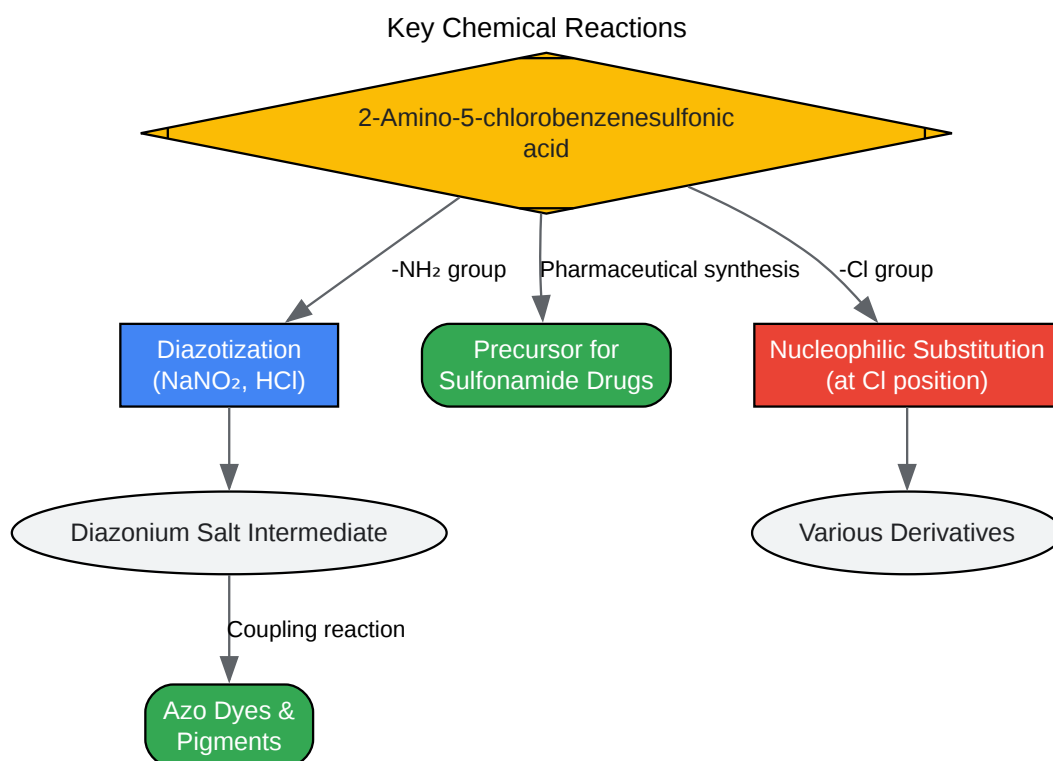 Key Chemical Reactions
2-Amino-5-chlorobenzenesulfonic
acid
-NH₂ group
Pharmaceutical synthesis
-Cl group
Diazotization
(NaNO₂, HCl)
Precursor for
Sulfonamide Drugs
Nucleophilic Substitution
(at Cl position)
Diazonium Salt Intermediate
Various Derivatives
Coupling reaction
Azo Dyes &
Pigments